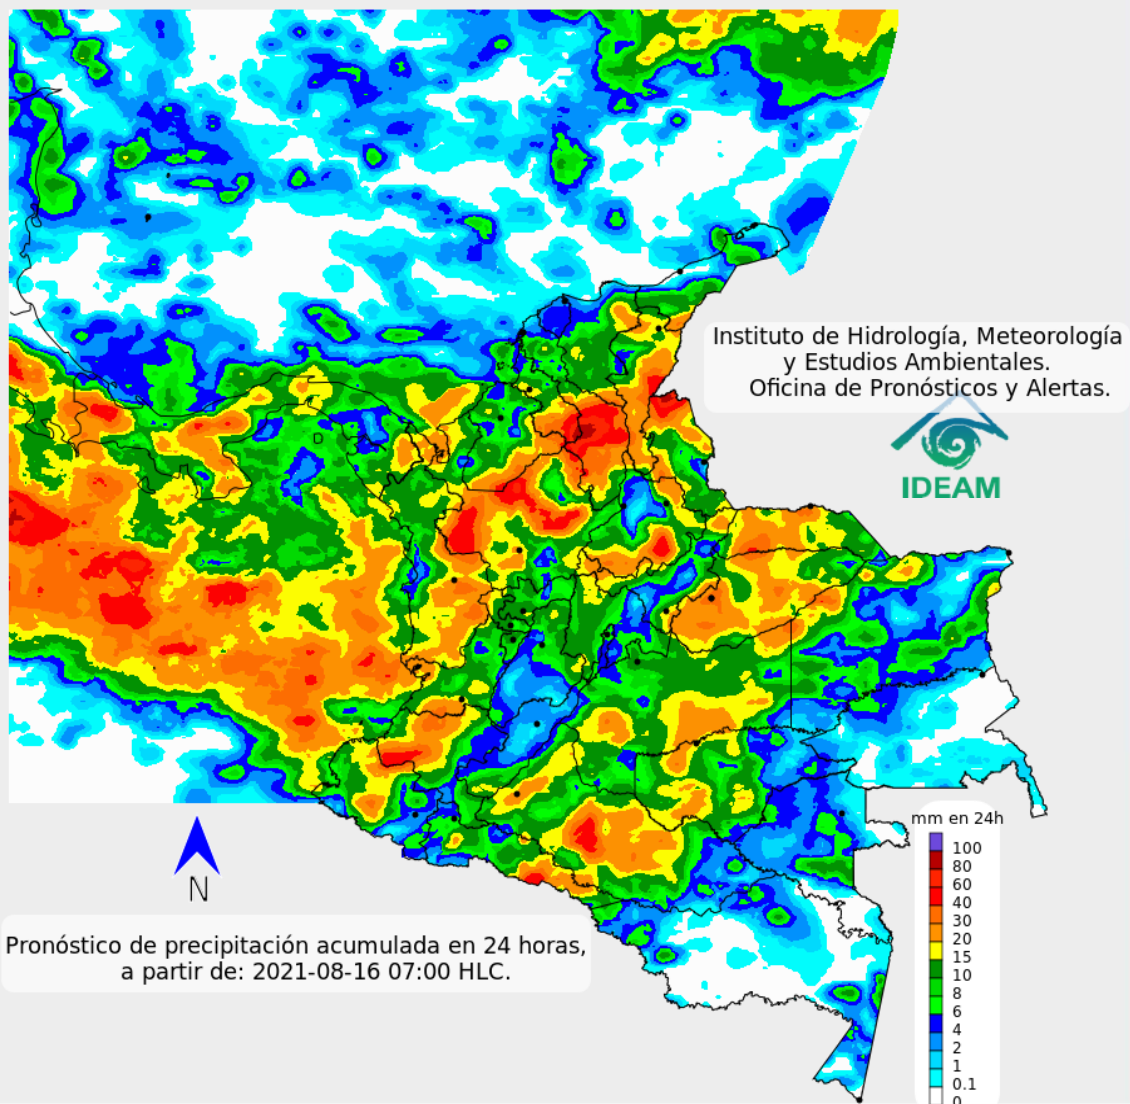 Instituto de Hidrología, Meteorología
y Estudios Ambientales.
Oficina de Pronósticos y Alertas.
IDEAM
mm en 24h
100
80
60
40
30
20
15
10
8
6
4
2
1
0.1
0
N
Pronóstico de precipitación acumulada en 24 horas,
a partir de: 2021-08-16 07:00 HLC.